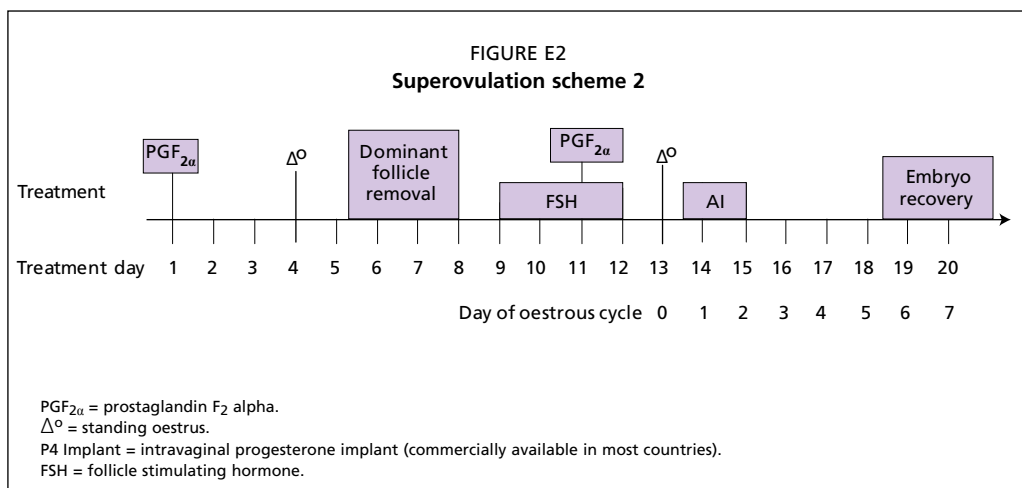 FIGURE E2
Superovulation scheme 2
PGF2α
Δº
Dominant
follicle
removal
PGF2α
Δº
Treatment
FSH
AI
Embryo
recovery
Treatment day 1 2 3 4 5 6 7 8 9 10 11 12 13 14 15 16 17 18 19 20
Day of oestrous cycle 0 1 2 3 4 5 6 7
PGF2α = prostaglandin F2 alpha.
Δº = standing oestrus.
P4 Implant = intravaginal progesterone implant (commercially available in most countries).
FSH = follicle stimulating hormone.